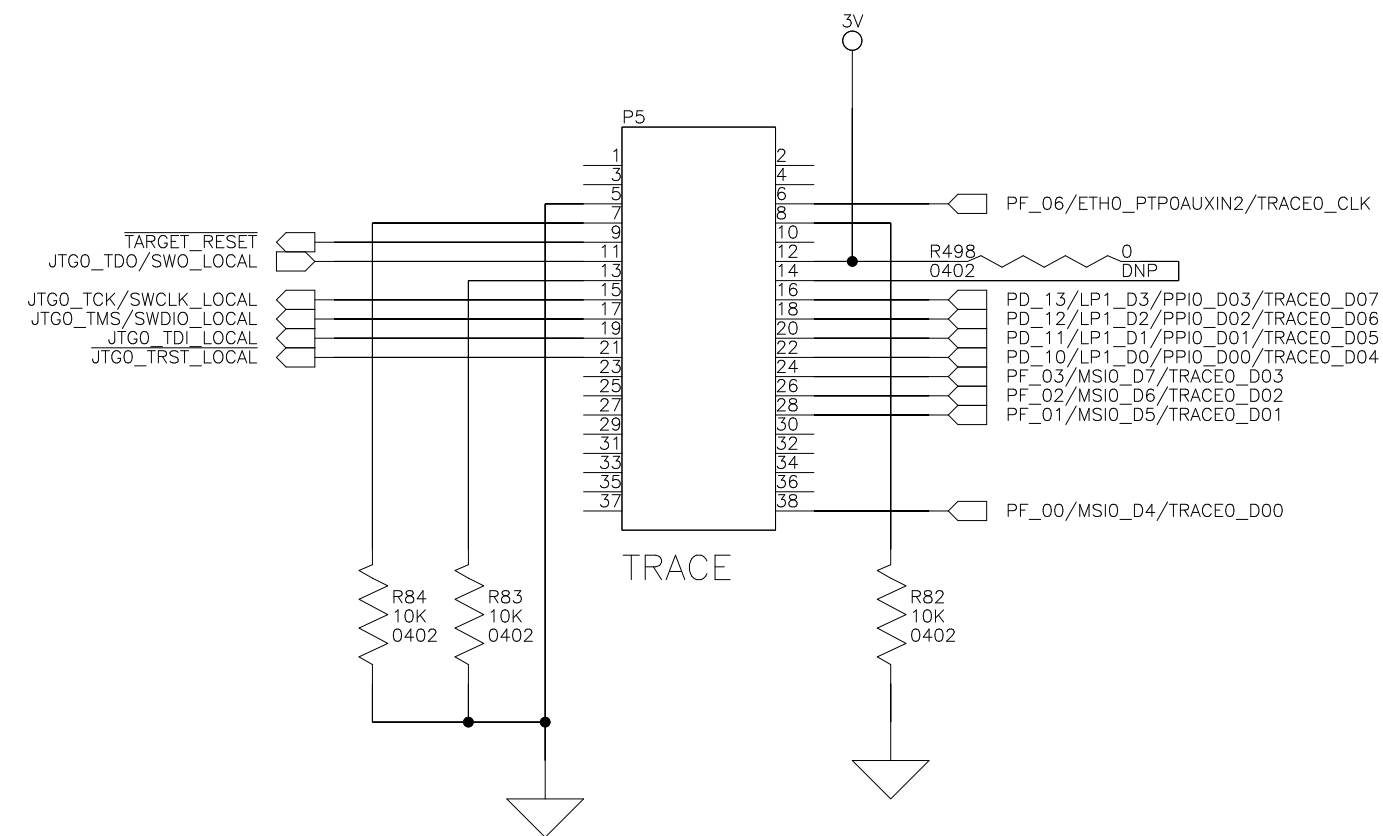 3V
P5
1
2
3
4
5
6
PF_06/ETH0_PTP0AUXIN2/TRACE0_CLK
7
8
TARGET_RESET
9
10
JTG0_TDO/SWO_LOCAL
11
12
R498
0
0402
DNP
13
14
JTG0_TCK/SWCLK_LOCAL
15
16
PD_13/LP1_D3/PPI0_D03/TRACE0_D07
JTG0_TMS/SWDIO_LOCAL
17
18
PD_12/LP1_D2/PPI0_D02/TRACE0_D06
JTG0_TDI_LOCAL
19
20
PD_11/LP1_D1/PPI0_D01/TRACE0_D05
JTG0_TRST_LOCAL
21
22
PD_10/LP1_D0/PPI0_D00/TRACE0_D04
23
24
PF_03/MSI0_D7/TRACE0_D03
25
26
PF_02/MSI0_D6/TRACE0_D02
27
28
PF_01/MSI0_D5/TRACE0_D01
29
30
31
32
33
34
35
36
37
38
PF_00/MSI0_D4/TRACE0_D00
TRACE
R84
10K
0402
R83
10K
0402
R82
10K
0402